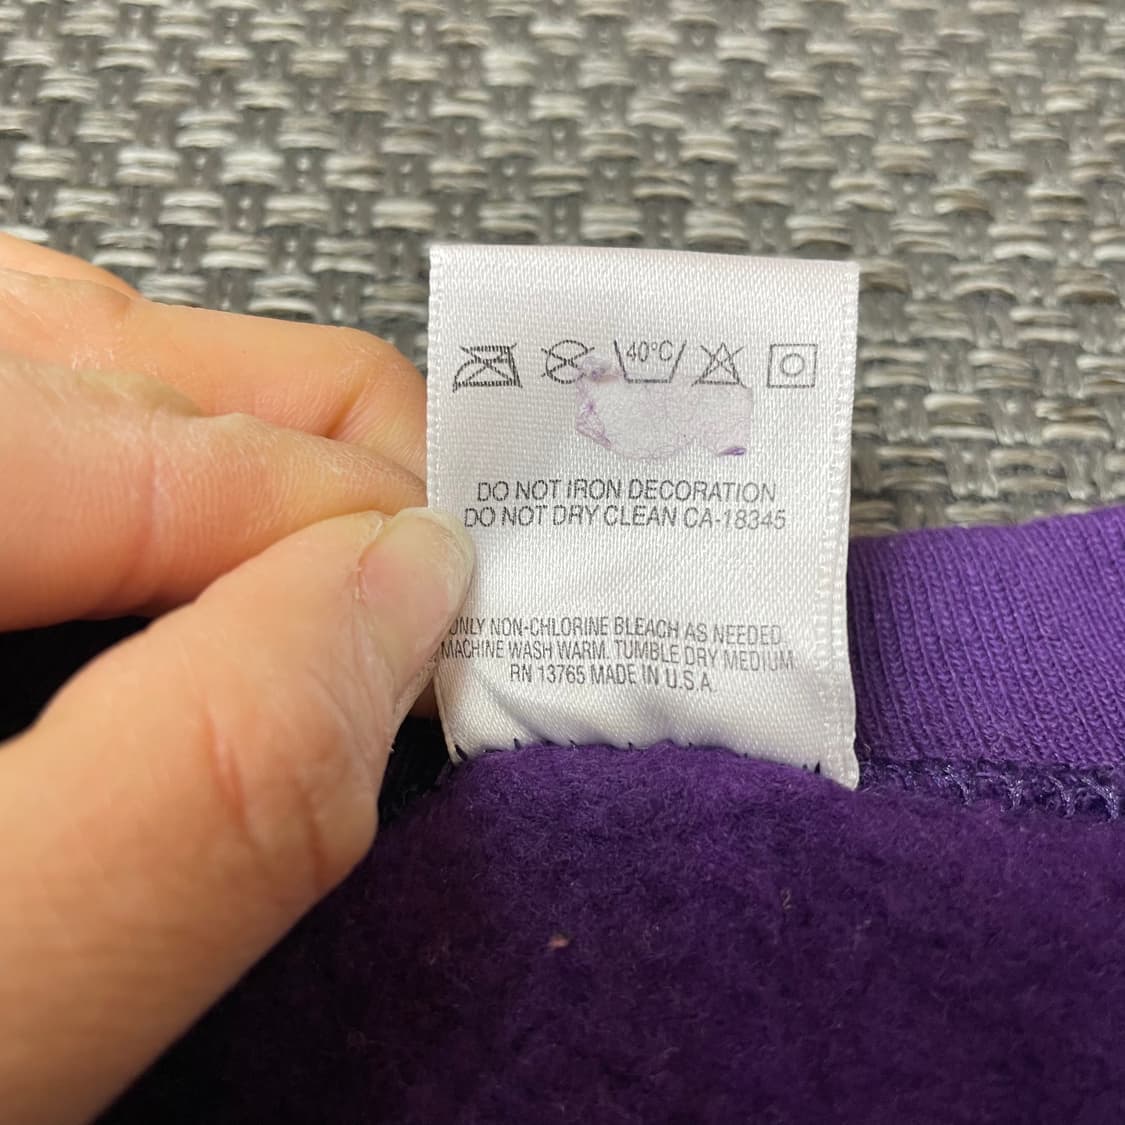 40°C
DO NOT IRON DECORATION
DO NOT DRY CLEAN CA-18345
ONLY NON-CHLORINE BLEACH AS NEEDED.
MACHINE WASH WARM. TUMBLE DRY MEDIUM
RN 13765 MADE IN U.S.A.